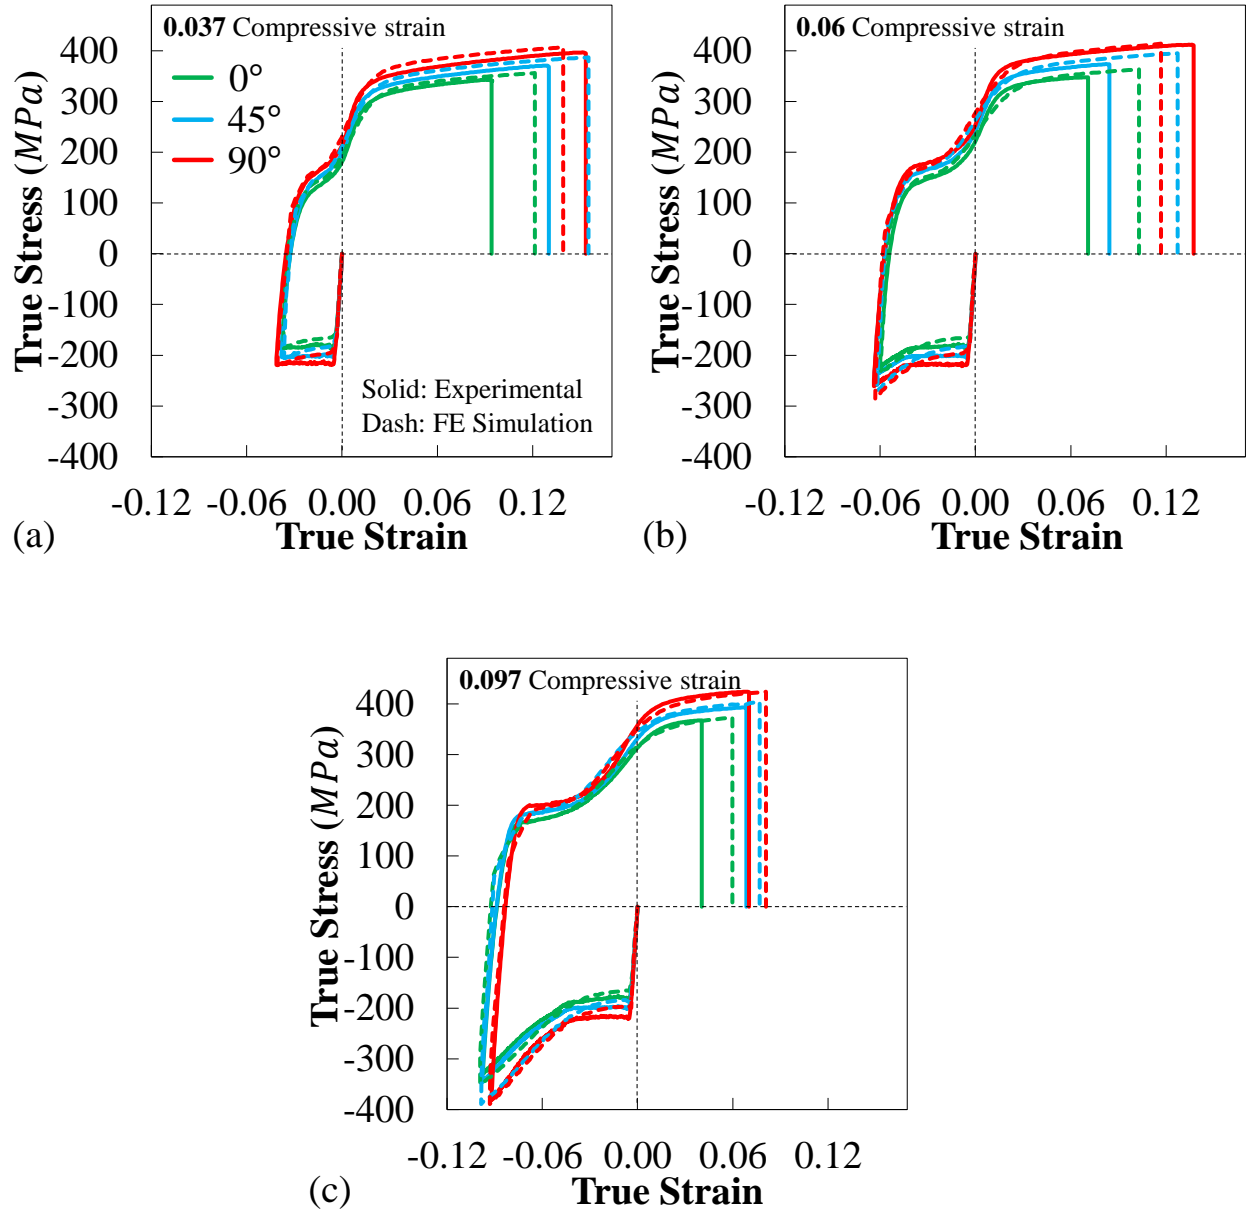 0.037 Compressive strain
400
300
200
100
0
-100
-200
-300
-400
True Stress (MPa)
0°
45°
90°
Solid: Experimental
Dash: FE Simulation
-0.12 -0.06 0.00 0.06 0.12
True Strain
(a)
0.06 Compressive strain
400
300
200
100
0
-100
-200
-300
-400
True Stress (MPa)
-0.12 -0.06 0.00 0.06 0.12
True Strain
(b)
0.097 Compressive strain
400
300
200
100
0
-100
-200
-300
-400
True Stress (MPa)
-0.12 -0.06 0.00 0.06 0.12
True Strain
(c)